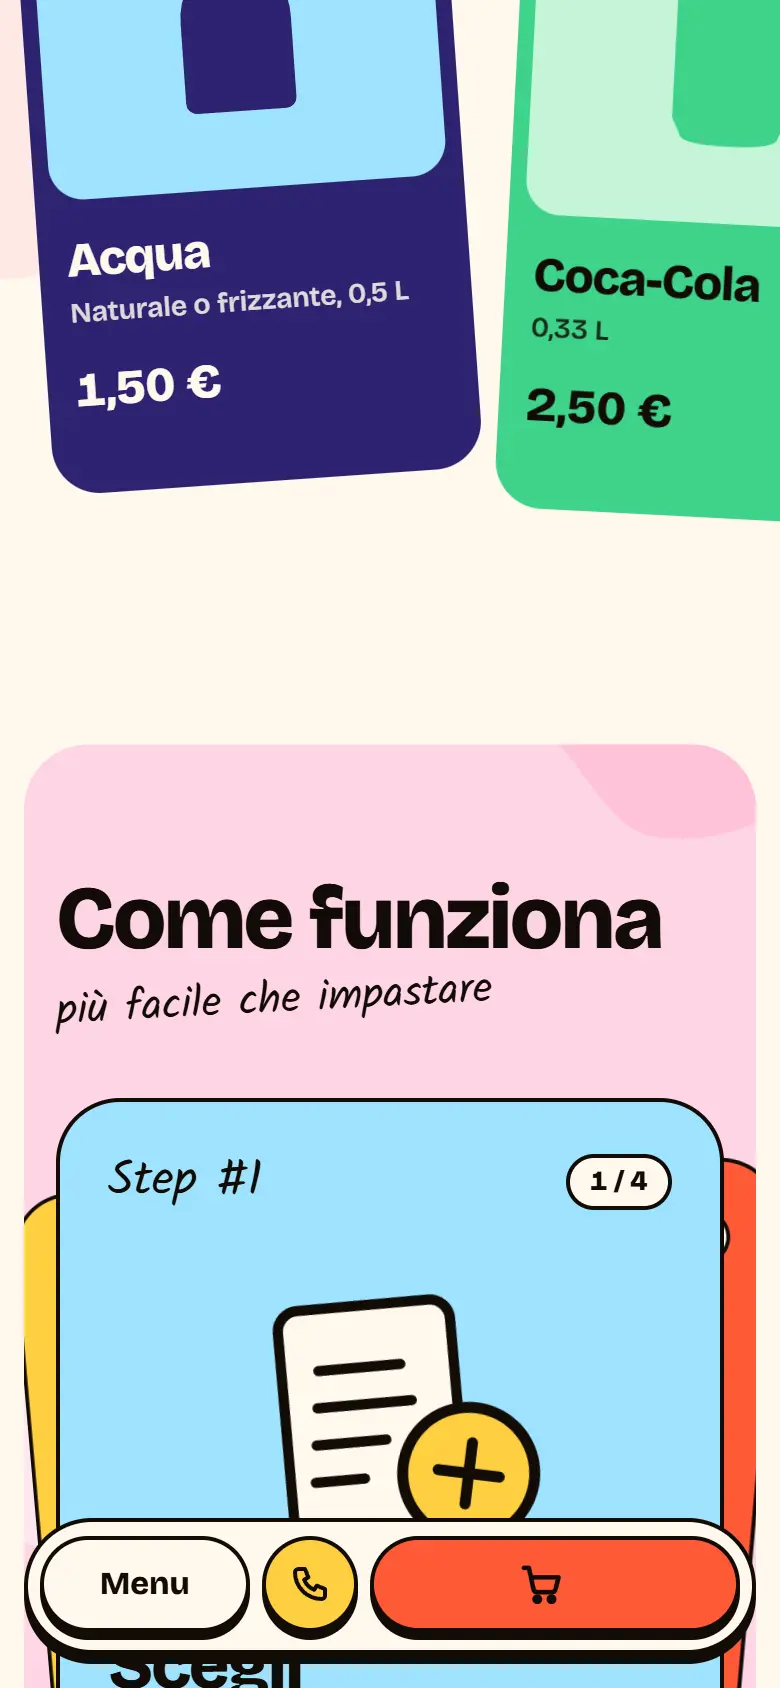 Acqua
Naturale o frizzante, 0,5 L
1,50 €
Coca-Cola
0,33 L
2,50 €
Come funziona
più facile che impastare
Step #1
1 / 4
Menu
Scegli